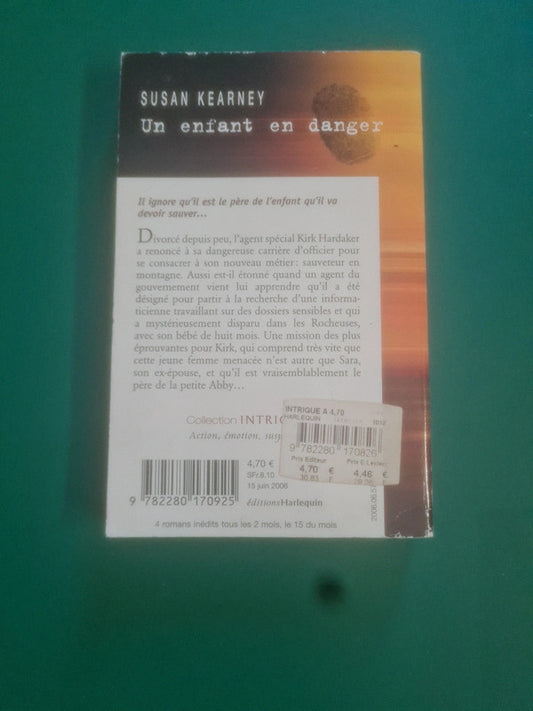 SUSAN KEARNEY
Un enfant en danger
Il ignore qu'il est le père de l'enfant qu'il va
devoir sauver...
Divorcé depuis peu, l'agent spécial Kirk Hardaker
a renoncé à sa dangereuse carrière d'officier pour
se consacrer à son nouveau métier : sauveteur en
montagne. Aussi est-il étonné quand un agent du
gouvernement vient lui apprendre qu'il a été
désigné pour partir à la recherche d'une informa-
ticienne travaillant sur des dossiers sensibles et qui
a mystérieusement disparu dans les Rocheuses,
avec son bébé de huit mois. Une mission des plus
éprouvantes pour Kirk, qui comprend très vite que
cette jeune femme menacée n'est autre que Sara,
son ex-épouse, et qu'il est vraisemblablement le
père de la petite Abby...
Collection INTRIG
Action, émotion, susp
INTRIGUE A 4,70
HARLEQUIN
9 782280 170826
Prix Editeur Prix E.Leclerc
4,70 € 4,46 €
30,83 F
4,70 €
SFr.8.10
15 juin 2006
9 782280 170925
éditionsHarlequin
2006.06.5
4 romans inédits tous les 2 mois, le 15 du mois